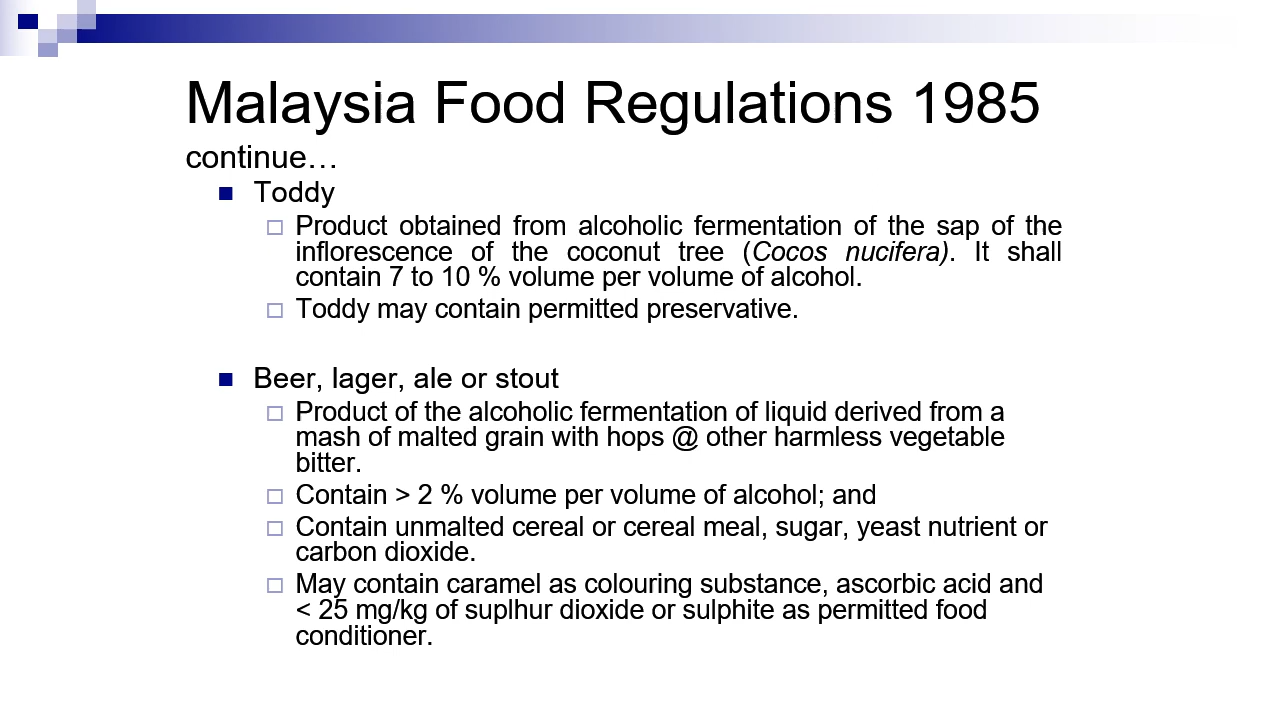 Malaysia Food Regulations 1985
continue…
Toddy
Product obtained from alcoholic fermentation of the sap of the
inflorescence of the coconut tree (Cocos nucifera). It shall
contain 7 to 10 % volume per volume of alcohol.
Toddy may contain permitted preservative.
Beer, lager, ale or stout
Product of the alcoholic fermentation of liquid derived from a
mash of malted grain with hops @ other harmless vegetable
bitter.
Contain > 2 % volume per volume of alcohol; and
Contain unmalted cereal or cereal meal, sugar, yeast nutrient or
carbon dioxide.
May contain caramel as colouring substance, ascorbic acid and
< 25 mg/kg of suplhur dioxide or sulphite as permitted food
conditioner.